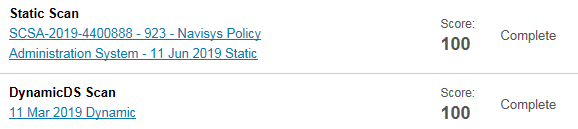 Static Scan
SCSA-2019-4400888 - 923 - Navisys Policy
Administration System - 11 Jun 2019 Static
Score:
100
Complete
DynamicDS Scan
11 Mar 2019 Dynamic
Score:
100
Complete